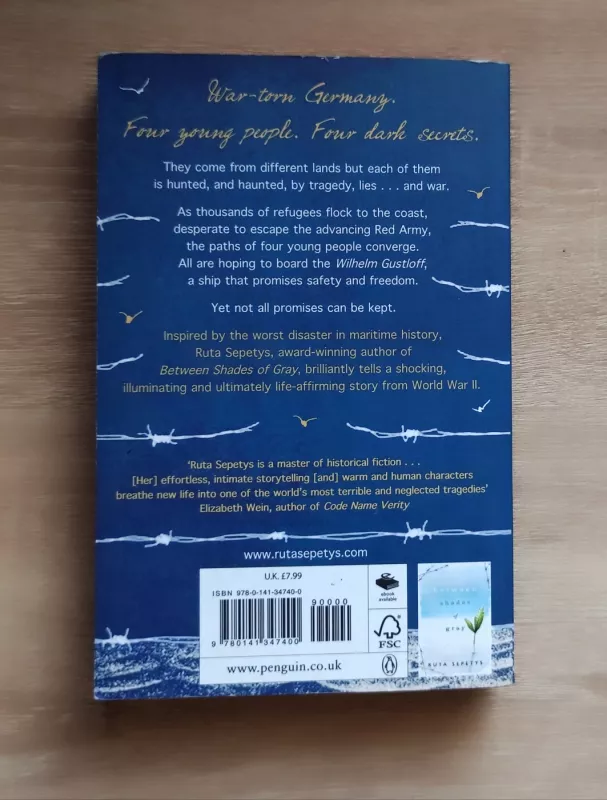 War-torn Germany.
Four young people. Four dark secrets.
They come from different lands but each of them
is hunted, and haunted, by tragedy, lies . . . and war.
As thousands of refugees flock to the coast,
desperate to escape the advancing Red Army,
the paths of four young people converge.
All are hoping to board the Wilhelm Gustloff,
a ship that promises safety and freedom.
Yet not all promises can be kept.
Inspired by the worst disaster in maritime history,
Ruta Sepetys, award-winning author of
Between Shades of Gray, brilliantly tells a shocking,
illuminating and ultimately life-affirming story from World War II.
'Ruta Sepetys is a master of historical fiction . . .
[Her] effortless, intimate storytelling [and] warm and human characters
breathe new life into one of the world's most terrible and neglected tragedies'
Elizabeth Wein, author of Code Name Verity
www.rutasepetys.com
U.K. £7.99
ISBN 978-0-141-34740-0
90000
9 780141 347400
www.penguin.co.uk
ebook
available
FSC
between
shades
of
gray
RUTA SEPETYS